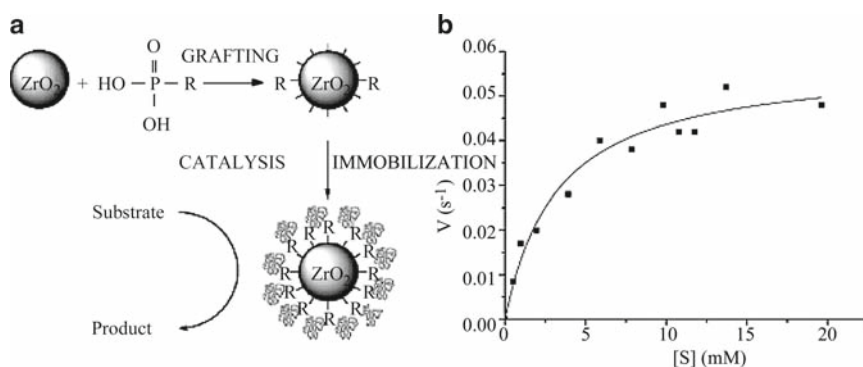 a
O
GRAFTING
ZrO2 + HO P R R ZrO2 R
OH
CATALYSIS IMMOBILIZATION
Substrate
R R R R R R R R R R R R
ZrO2
Product
b
0.06
0.05
0.04
0.03
0.02
0.01
0.00
V (s-1)
0 5 10 15 20
[S] (mM)